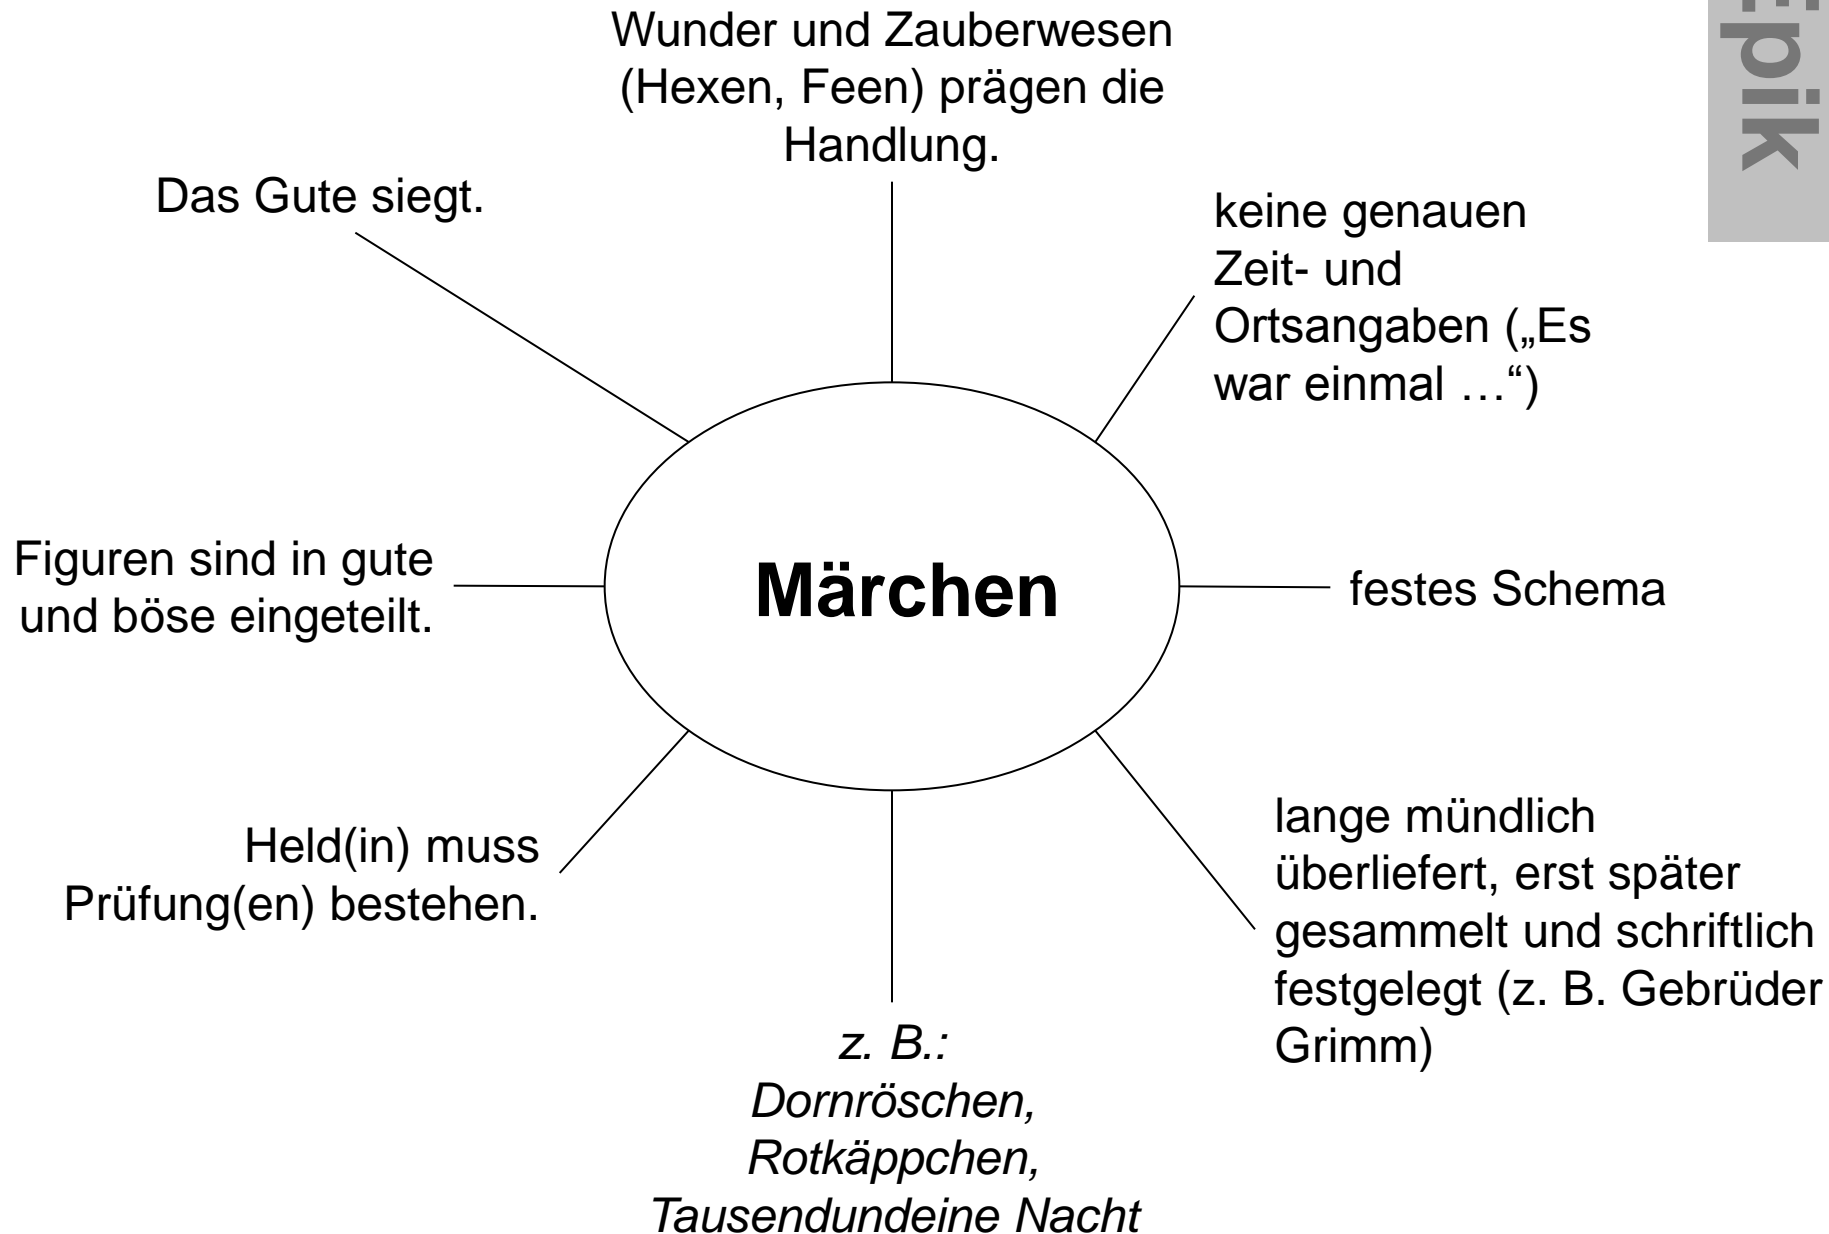 Wunder und Zauberwesen
(Hexen, Feen) prägen die
Handlung.
Epik
Das Gute siegt.
keine genauen
Zeit- und
Ortsangaben („Es
war einmal …“)
Figuren sind in gute
und böse eingeteilt.
Märchen
festes Schema
Held(in) muss
Prüfung(en) bestehen.
lange mündlich
überliefert, erst später
gesammelt und schriftlich
festgelegt (z. B. Gebrüder
Grimm)
z. B.:
Dornröschen,
Rotkäppchen,
Tausendundeine Nacht